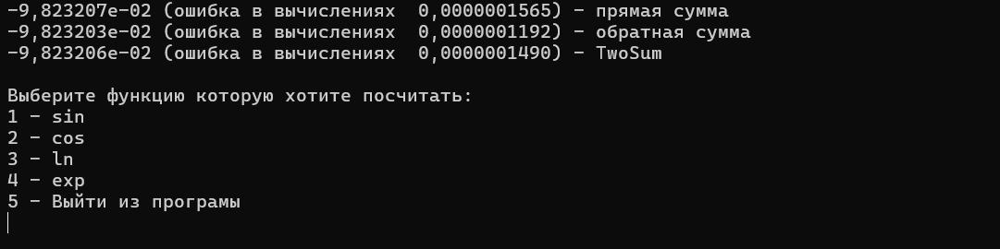 -9,823207e-02 (ошибка в вычислениях  0,0000001565) - прямая сумма
-9,823203e-02 (ошибка в вычислениях  0,0000001192) - обратная сумма
-9,823206e-02 (ошибка в вычислениях  0,0000001490) - TwoSum
Выберите функцию которую хотите посчитать:
1 - sin
2 - cos
3 - ln
4 - exp
5 - Выйти из програмы